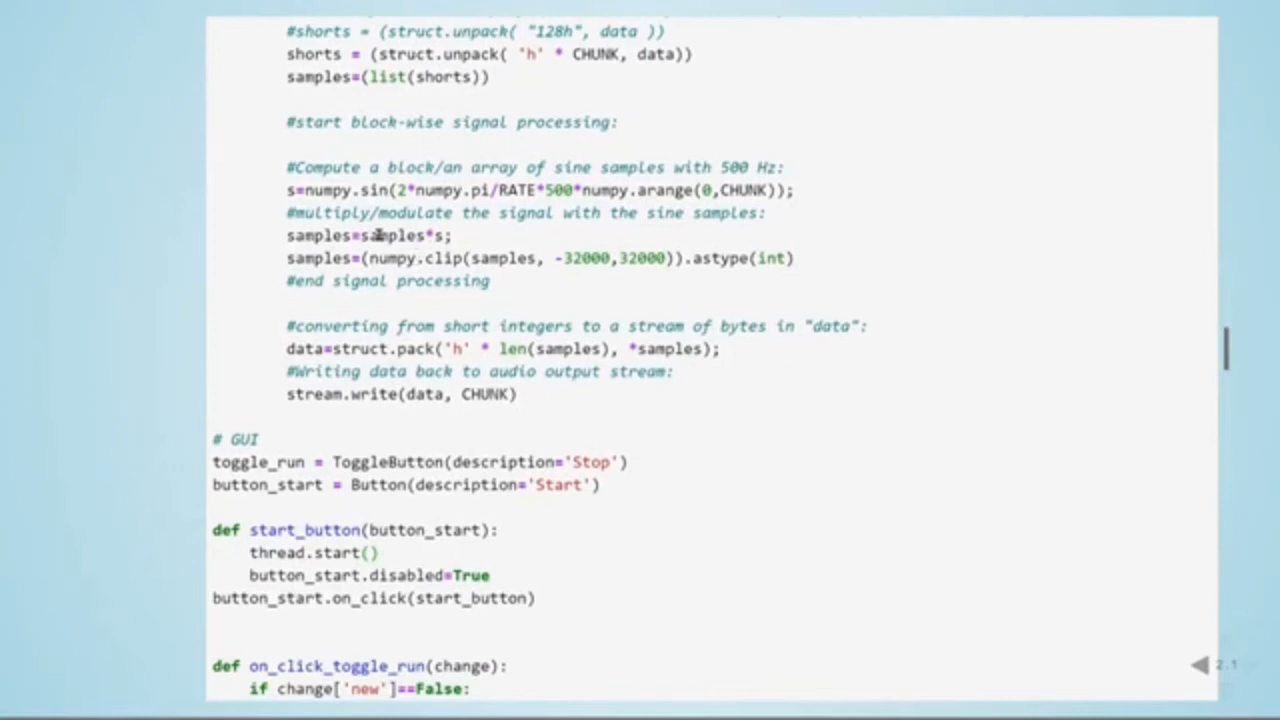 #shorts = (struct.unpack( "128h", data ))
shorts = (struct.unpack( 'h' * CHUNK, data))
samples=(list(shorts))
#start block-wise signal processing:
#Compute a block/an array of sine samples with 500 Hz:
s=numpy.sin(2*numpy.pi/RATE*500*numpy.arange(0,CHUNK));
#multiply/modulate the signal with the sine samples:
samples=samples*s;
samples=(numpy.clip(samples, -32000,32000)).astype(int)
#end signal processing
#converting from short integers to a stream of bytes in "data":
data=struct.pack('h' * len(samples), *samples);
#Writing data back to audio output stream:
stream.write(data, CHUNK)
# GUI
toggle_run = ToggleButton(description='Stop')
button_start = Button(description='Start')
def start_button(button_start):
thread.start()
button_start.disabled=True
button_start.on_click(start_button)
def on_click_toggle_run(change):
if change['new']==False:
2.1